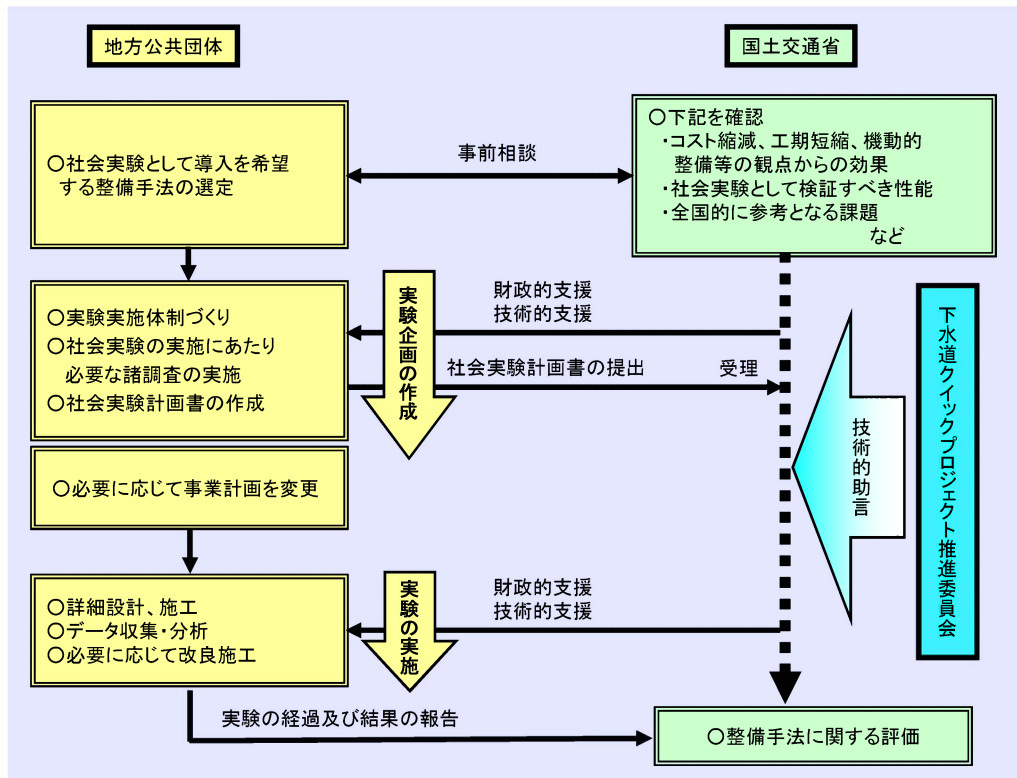 地方公共団体
国土交通省
○社会実験として導入を希望
する整備手法の選定
事前相談
○下記を確認
・コスト縮減、工期短縮、機動的
整備等の観点からの効果
・社会実験として検証すべき性能
・全国的に参考となる課題
など
○実験実施体制づくり
○社会実験の実施にあたり
必要な諸調査の実施
○社会実験計画書の作成
実験企画の作成
財政的支援
技術的支援
社会実験計画書の提出
受理
技術的助言
下水道クイックプロジェクト推進委員会
○必要に応じて事業計画を変更
○詳細設計、施工
○データ収集・分析
○必要に応じて改良施工
実験の実施
財政的支援
技術的支援
実験の経過及び結果の報告
○整備手法に関する評価